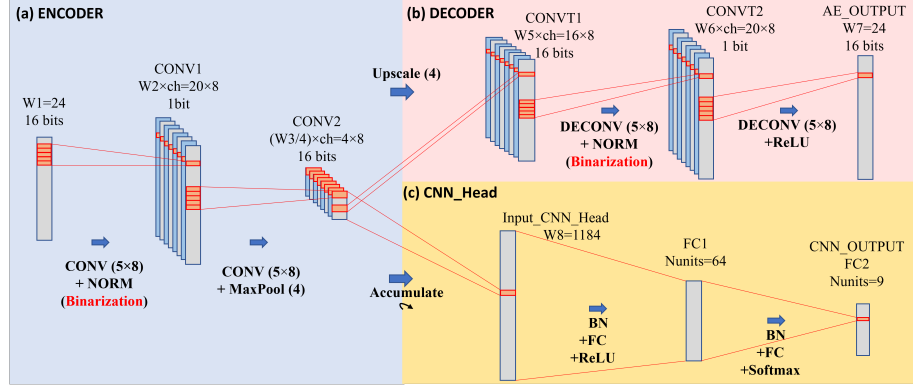 (a) ENCODER
W1=24
16 bits
CONV1
W2×ch=20×8
1bit
CONV2
(W3/4)×ch=4×8
16 bits
CONV (5×8)
+ NORM
(Binarization)
CONV (5×8)
+ MaxPool (4)
Upscale (4)
Accumulate
(b) DECODER
CONVT1
W5×ch=16×8
16 bits
CONVT2
W6×ch=20×8
1 bit
AE_OUTPUT
W7=24
16 bits
DECONV (5×8)
+ NORM
(Binarization)
DECONV (5×8)
+ReLU
(c) CNN_Head
Input_CNN_Head
W8=1184
FC1
Nunits=64
CNN_OUTPUT
FC2
Nunits=9
BN
+FC
+ReLU
BN
+FC
+Softmax